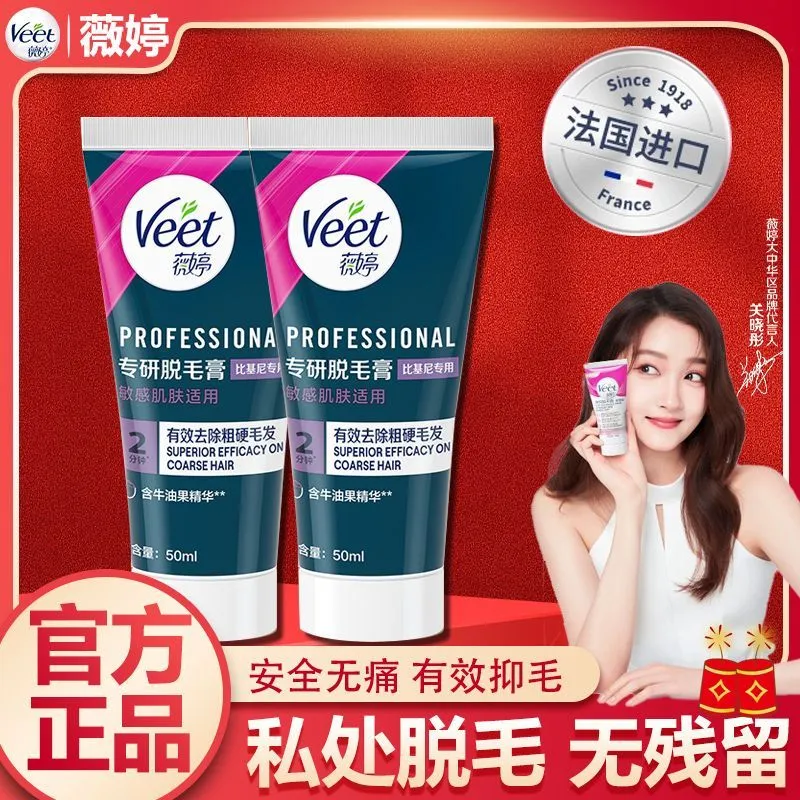 Veet
薇婷
薇婷
Since 1918
法国进口
France
薇婷大中华区品牌代言人
关晓彤
Veet
薇婷
PROFESSIONAL
专研脱毛膏
比基尼专用
敏感肌肤适用
2
分钟*
有效去除粗硬毛发
SUPERIOR EFFICACY ON
COARSE HAIR
含牛油果精华**
含量：50ml
Veet
薇婷
PROFESSIONAL
专研脱毛膏
比基尼专用
敏感肌肤适用
2
分钟*
有效去除粗硬毛发
SUPERIOR EFFICACY ON
COARSE HAIR
含牛油果精华**
含量：50ml
Veet
官方
正品
安全无痛 有效抑毛
私处脱毛 无残留